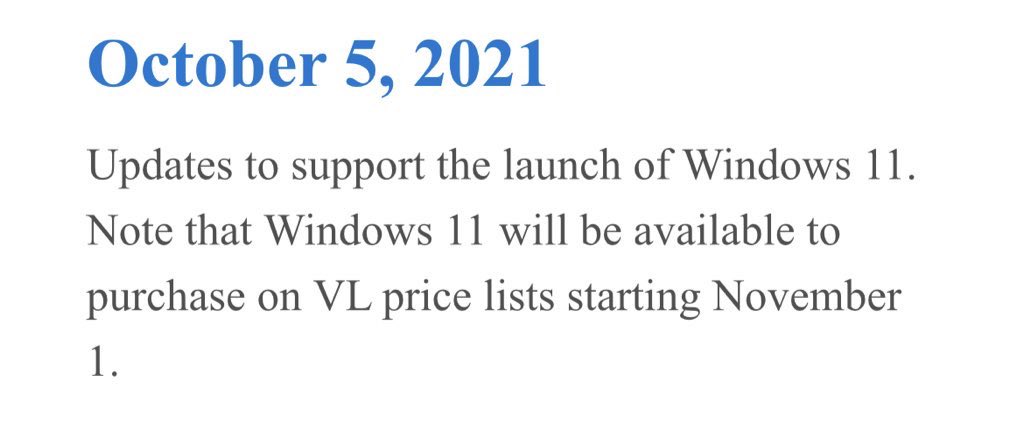 October 5, 2021
Updates to support the launch of Windows 11.
Note that Windows 11 will be available to
purchase on VL price lists starting November
1.